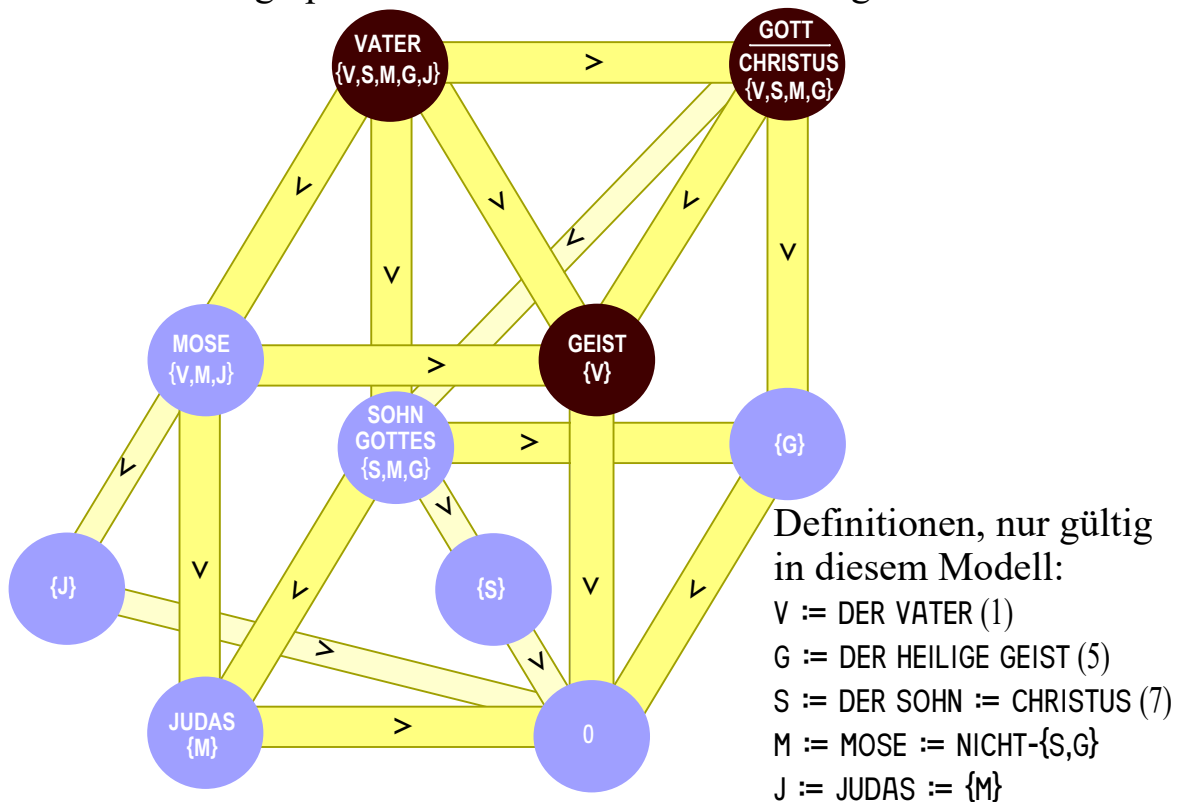 VATER
{V,S,M,G,J}
>
GOTT
CHRISTUS
{V,S,M,G}
>
>
>
>
>
>
MOSE
{V,M,J}
>
GEIST
{V}
SOHN
GOTTES
{S,M,G}
>
{G}
>
>
{J}
>
>
{S}
>
>
>
>
JUDAS
{M}
>
0
Definitionen, nur gültig
in diesem Modell:
V := DER VATER (1)
G := DER HEILIGE GEIST (5)
S := DER SOHN := CHRISTUS (7)
M := MOSE := NICHT-{S,G}
J := JUDAS := {M}